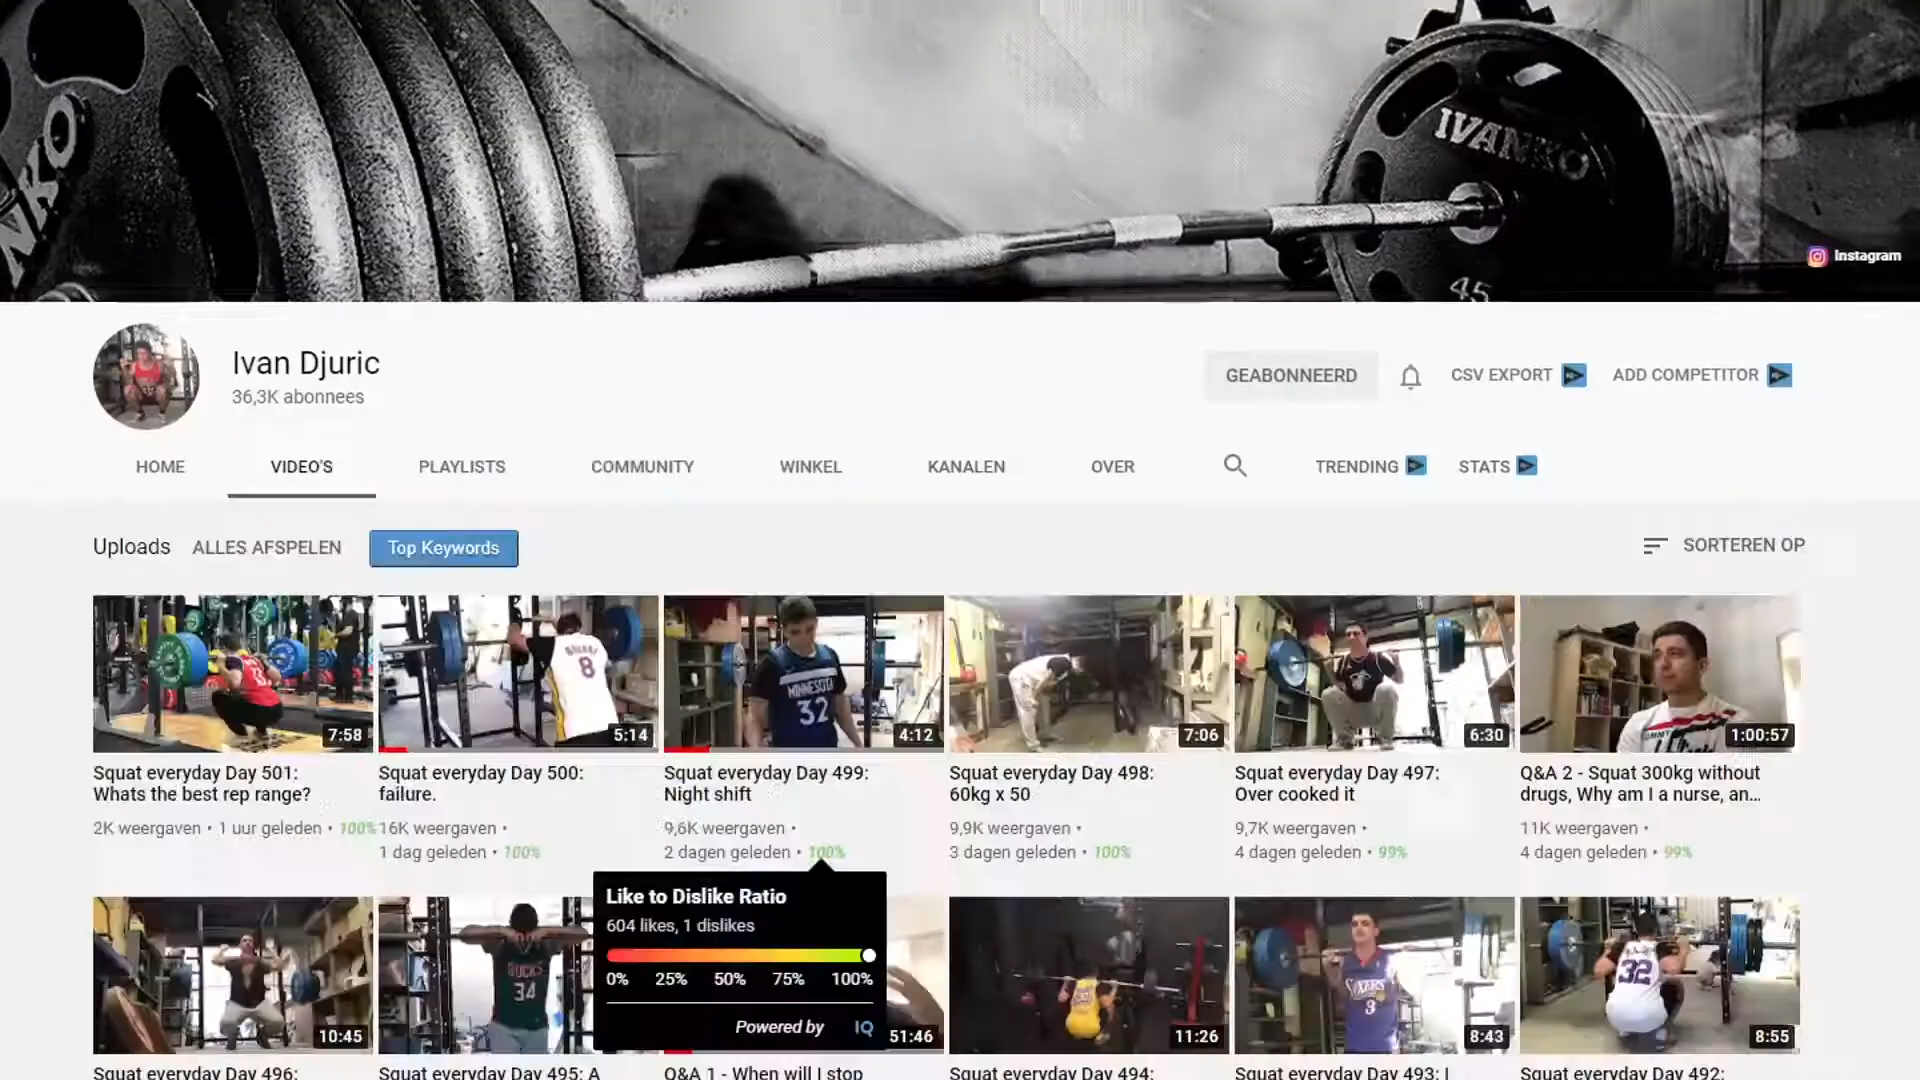 NKO
IVANKO
45
Instagram
Ivan Djuric
36,3K abonnees
GEABONNEERD
CSV EXPORT
ADD COMPETITOR
HOME
VIDEO'S
PLAYLISTS
COMMUNITY
WINKEL
KANALEN
OVER
TRENDING
STATS
Uploads
ALLES AFSPELEN
Top Keywords
SORTEREN OP
8
MINNESOTA
32
7:58
5:14
4:12
7:06
6:30
1:00:57
Squat everyday Day 501:
Whats the best rep range?
2K weergaven • 1 uur geleden • 100%
Squat everyday Day 500:
failure.
16K weergaven •
1 dag geleden • 100%
Squat everyday Day 499:
Night shift
9,6K weergaven •
2 dagen geleden • 100%
Squat everyday Day 498:
60kg x 50
9,9K weergaven •
3 dagen geleden • 100%
Squat everyday Day 497:
Over cooked it
9,7K weergaven •
4 dagen geleden • 99%
Q&A 2 - Squat 300kg without
drugs, Why am I a nurse, an...
11K weergaven •
4 dagen geleden • 99%
Like to Dislike Ratio
604 likes, 1 dislikes
0% 25% 50% 75% 100%
Powered by IQ
BUCKS
34
SIXERS
3
32
10:45
51:46
11:26
8:43
8:55
Squat everyday Day 496:
Squat everyday Day 495: A
Q&A 1 - When will I stop
Squat everyday Day 494:
Squat everyday Day 493: I
Squat everyday Day 492: